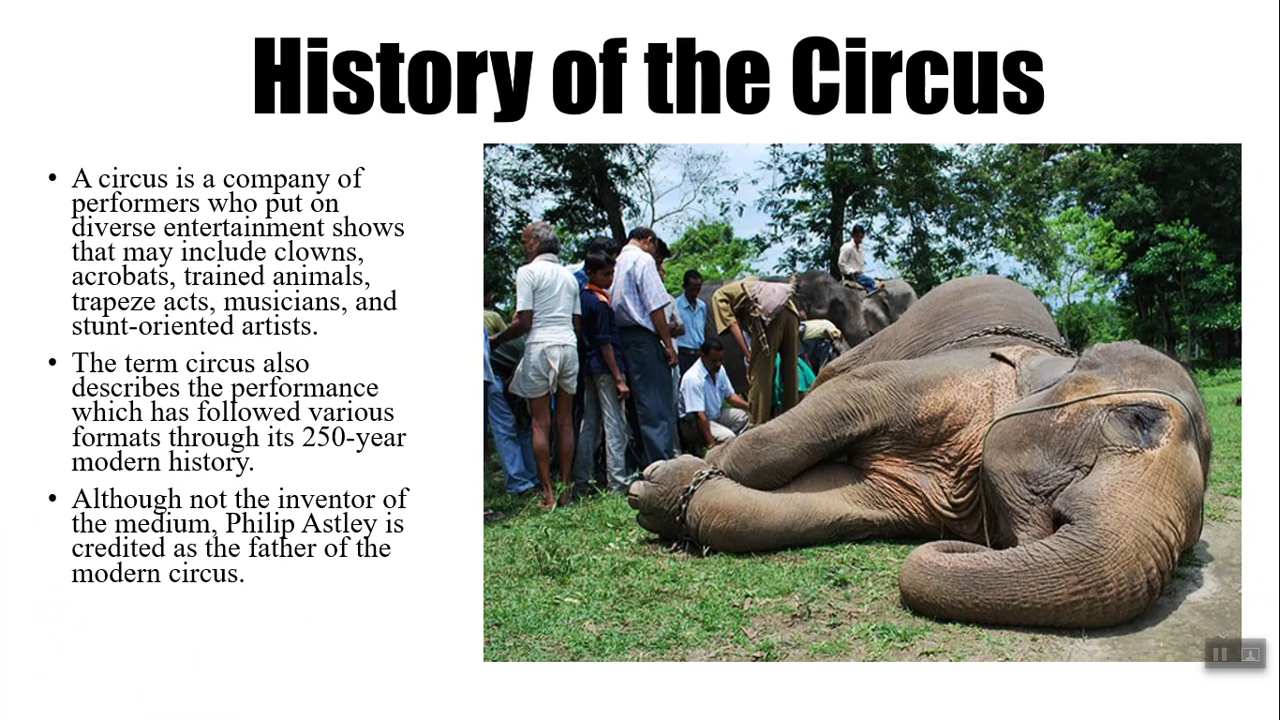 History of the Circus
• A circus is a company of
performers who put on
diverse entertainment shows
that may include clowns,
acrobats, trained animals,
trapeze acts, musicians, and
stunt-oriented artists.
• The term circus also
describes the performance
which has followed various
formats through its 250-year
modern history.
• Although not the inventor of
the medium, Philip Astley is
credited as the father of the
modern circus.